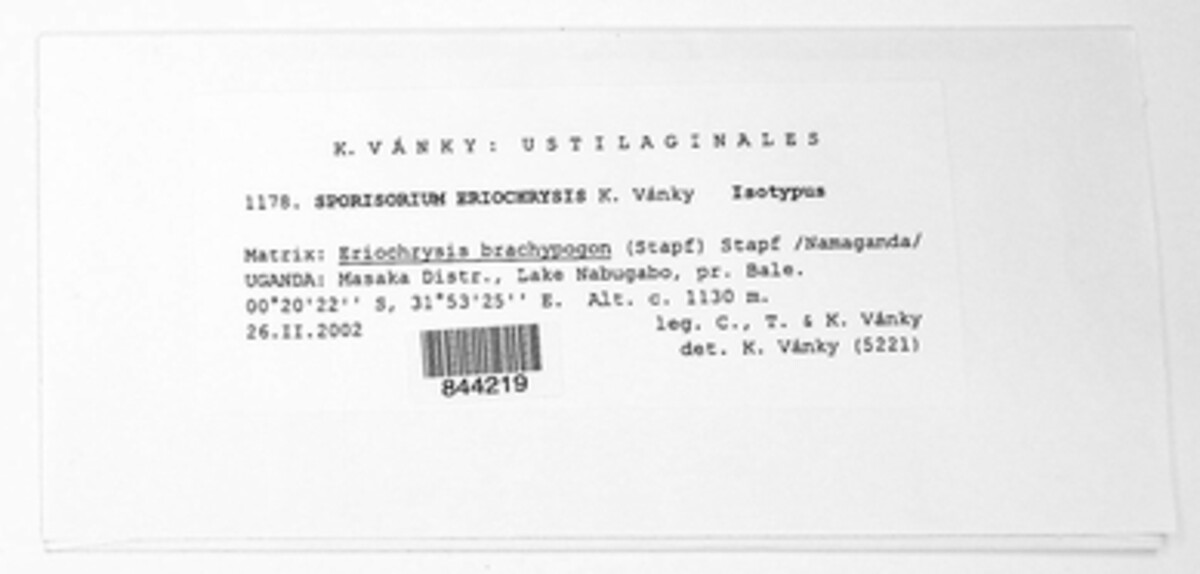 K. VÁNKY: USTILAGINALES
1178. SPORISORIUM ERIOCHRYSIS K. Vánky Isotypus
Matrix: Eriochrysis brachypogon (Stapf) Stapf /Namaganda/
UGANDA: Masaka Distr., Lake Nabugabo, pr. Bale.
00°20'22'' S, 31°53'25'' E. Alt. c. 1130 m.
26.II.2002 leg. C., T. & K. Vánky
det. K. Vánky (5221)
844219